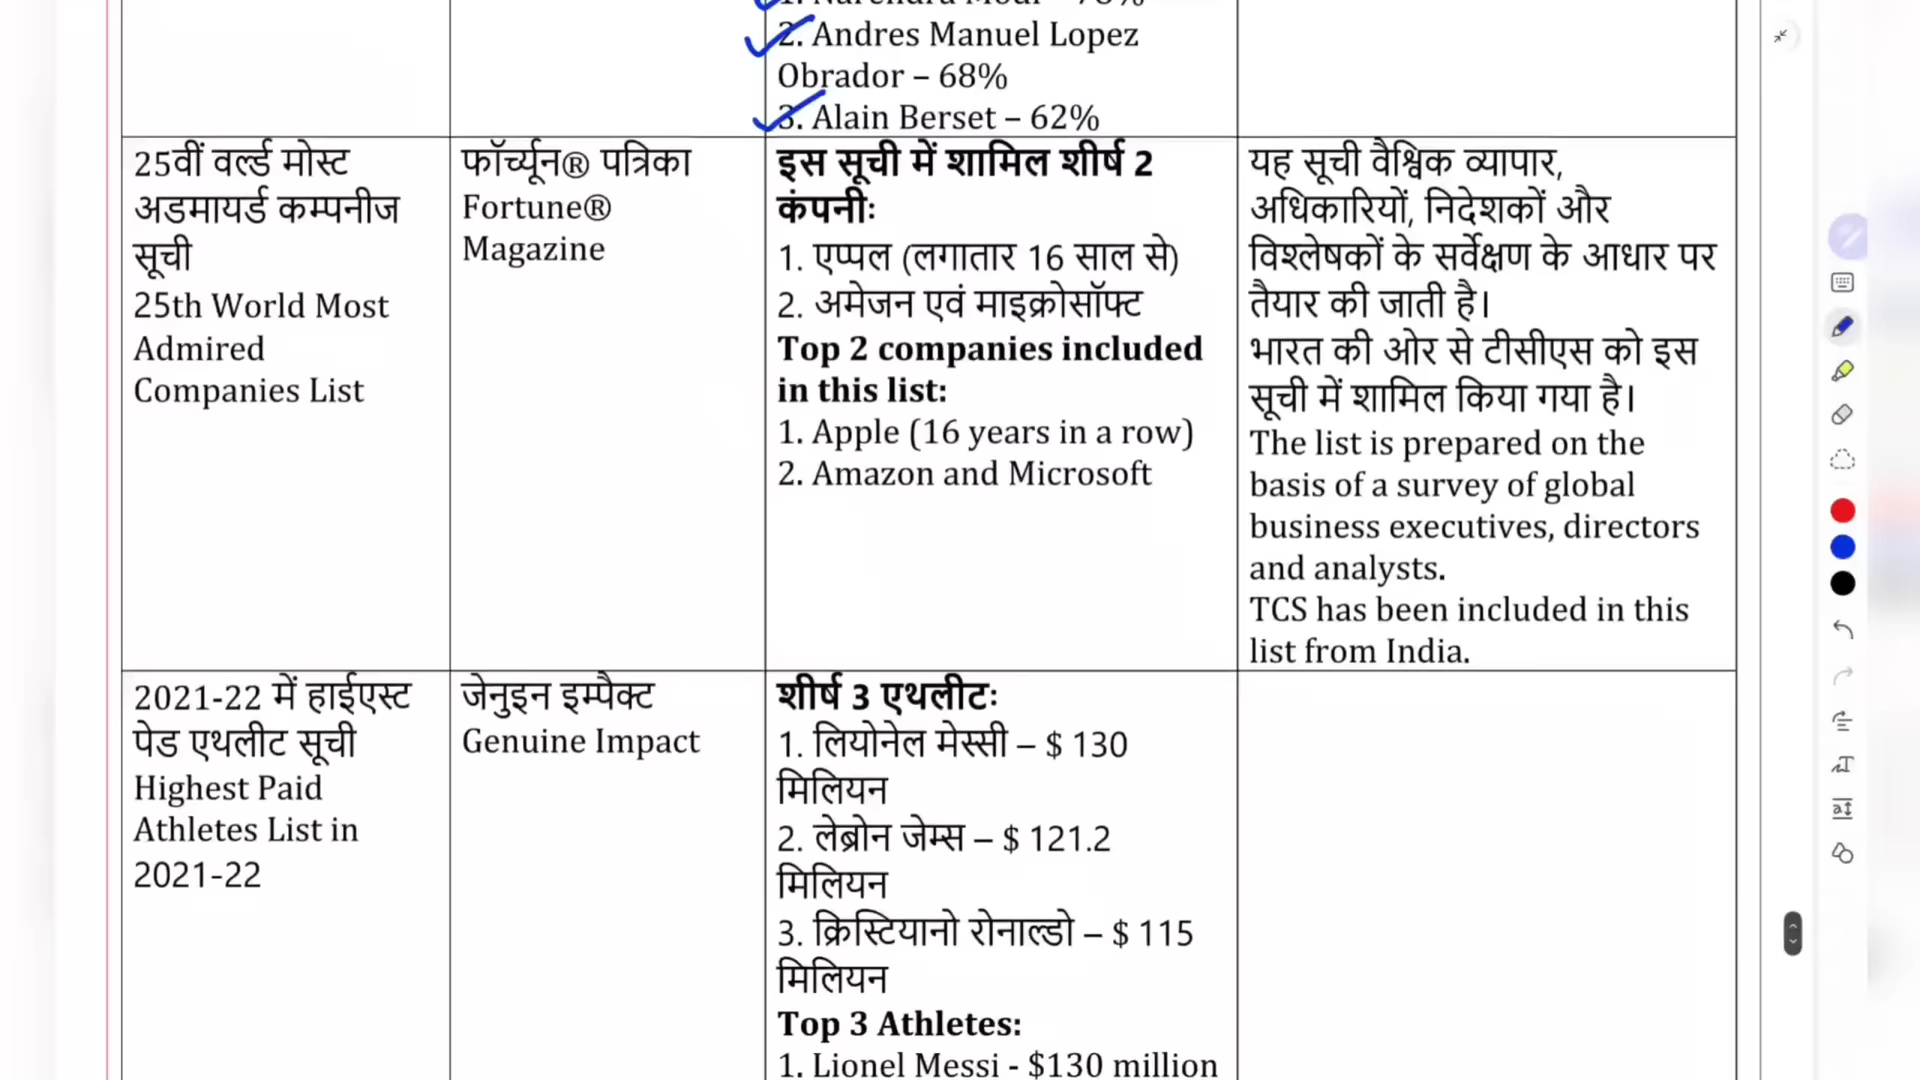 2. Andres Manuel Lopez
Obrador – 68%
3. Alain Berset – 62%
25वीं वर्ल्ड मोस्ट
अडमायर्ड कम्पनीज
सूची
25th World Most
Admired
Companies List
फॉर्च्यून® पत्रिका
Fortune®
Magazine
इस सूची में शामिल शीर्ष 2
कंपनीः
1. एप्पल (लगातार 16 साल से)
2. अमेजन एवं माइक्रोसॉफ्ट
Top 2 companies included
in this list:
1. Apple (16 years in a row)
2. Amazon and Microsoft
यह सूची वैश्विक व्यापार,
अधिकारियों, निदेशकों और
विश्लेषकों के सर्वेक्षण के आधार पर
तैयार की जाती है।
भारत की ओर से टीसीएस को इस
सूची में शामिल किया गया है।
The list is prepared on the
basis of a survey of global
business executives, directors
and analysts.
TCS has been included in this
list from India.
2021-22 में हाईएस्ट
पेड एथलीट सूची
Highest Paid
Athletes List in
2021-22
जेनुइन इम्पैक्ट
Genuine Impact
शीर्ष 3 एथलीटः
1. लियोनेल मेस्सी – $ 130
मिलियन
2. लेब्रोन जेम्स – $ 121.2
मिलियन
3. क्रिस्टियानो रोनाल्डो – $ 115
मिलियन
Top 3 Athletes:
1. Lionel Messi - $130 million